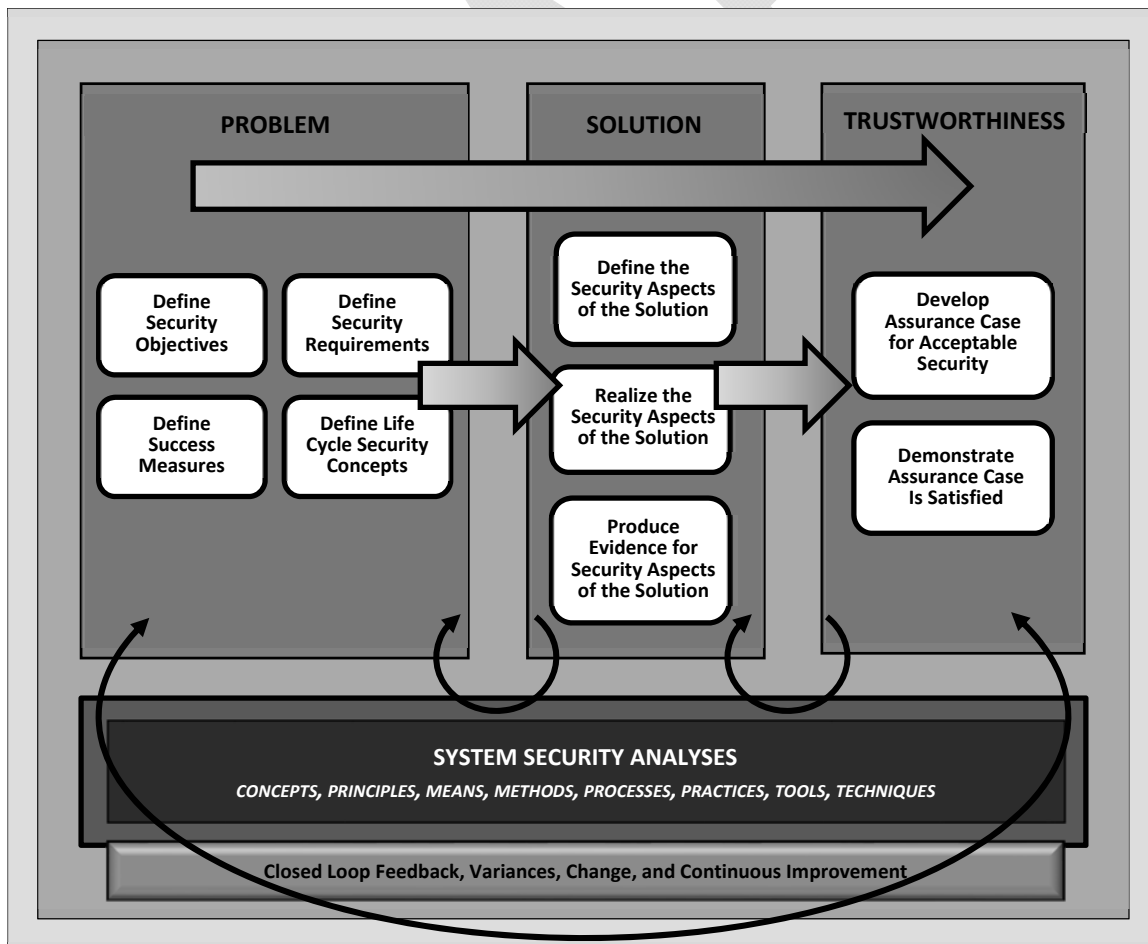 PROBLEM
SOLUTION
TRUSTWORTHINESS
Define
Security
Objectives
Define
Security
Requirements
Define
Success
Measures
Define Life
Cycle Security
Concepts
Define the
Security Aspects
of the Solution
Realize the
Security Aspects
of the Solution
Produce
Evidence for
Security Aspects
of the Solution
Develop
Assurance Case
for Acceptable
Security
Demonstrate
Assurance Case
Is Satisfied
SYSTEM SECURITY ANALYSES
CONCEPTS, PRINCIPLES, MEANS, METHODS, PROCESSES, PRACTICES, TOOLS, TECHNIQUES
Closed Loop Feedback, Variances, Change, and Continuous Improvement